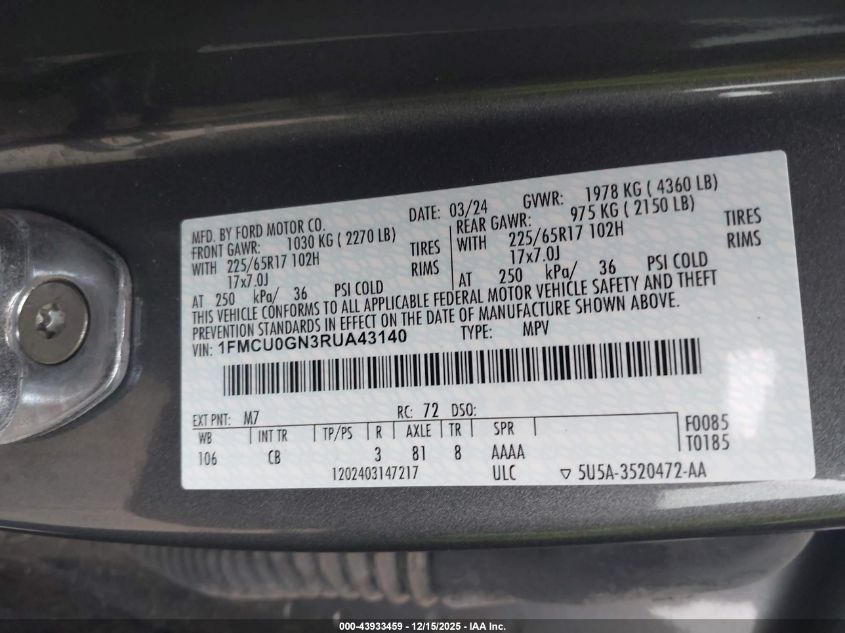 MFD. BY FORD MOTOR CO. DATE: 03/24 GVWR: 1978 KG ( 4360 LB)
FRONT GAWR: 1030 KG ( 2270 LB) REAR GAWR: 975 KG ( 2150 LB)
WITH 225/65R17 102H TIRES WITH 225/65R17 102H TIRES
17x7.0J RIMS 17x7.0J RIMS
AT 250 kPa/ 36 PSI COLD AT 250 kPa/ 36 PSI COLD
THIS VEHICLE CONFORMS TO ALL APPLICABLE FEDERAL MOTOR VEHICLE SAFETY AND THEFT
PREVENTION STANDARDS IN EFFECT ON THE DATE OF MANUFACTURE SHOWN ABOVE.
VIN: 1FMCU0GN3RUA43140 TYPE: MPV
EXT PNT: M7 RC: 72 DSO: F0085
WB INT TR TP/PS R AXLE TR SPR T0185
106 CB 3 81 8 AAAA
1202403147217 ULC ▽ 5U5A-3520472-AA
000-43933459 - 12/15/2025 - IAA Inc.